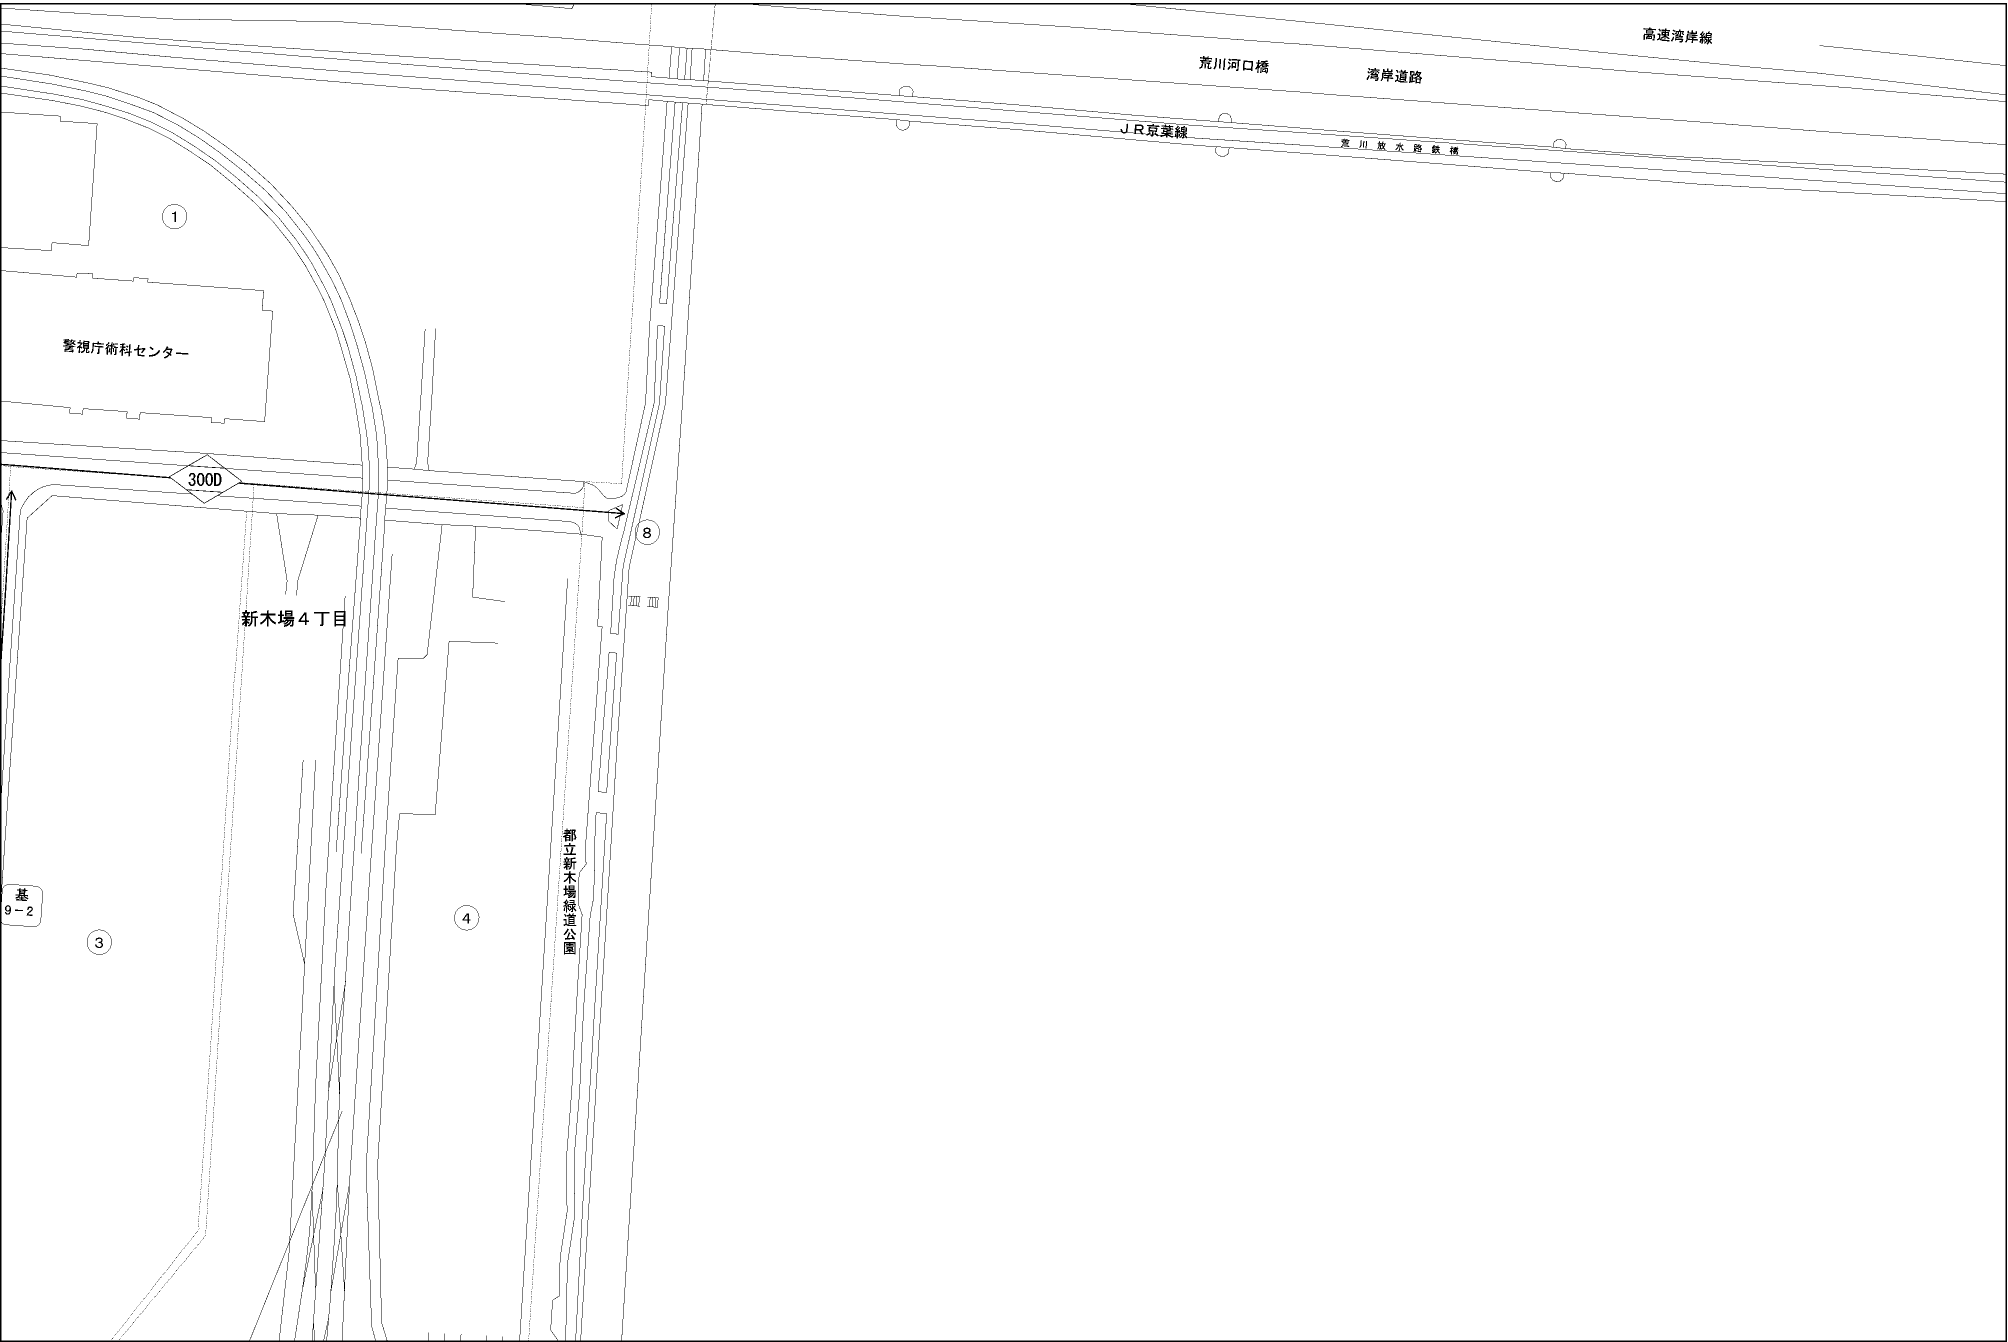 高速湾岸線
荒川河口橋
湾岸道路
JR京葉線
荒川放水路鉄橋
1
警視庁術科センター
300D
8
新木場4丁目
都立新木場緑道公園
基
9-2
3
4